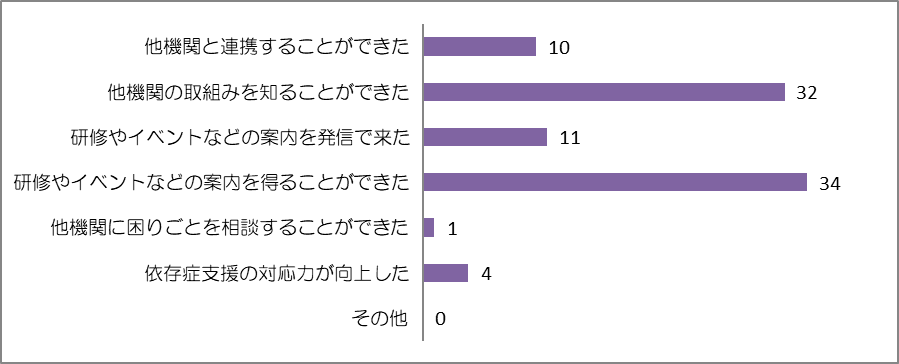 他機関と連携することができた 10
他機関の取組みを知ることができた 32
研修やイベントなどの案内を発信で来た 11
研修やイベントなどの案内を得ることができた 34
他機関に困りごとを相談することができた 1
依存症支援の対応力が向上した 4
その他 0